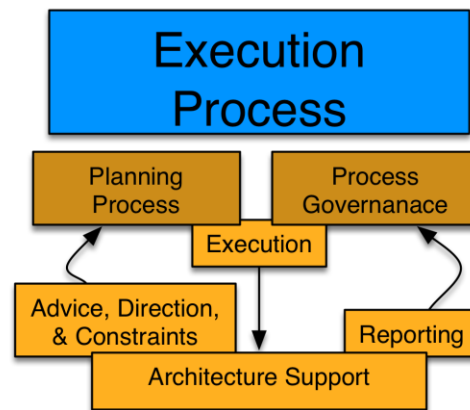 Execution
Process
Planning
Process
Process
Governanace
Execution
Advice, Direction,
& Constraints
Reporting
Architecture Support